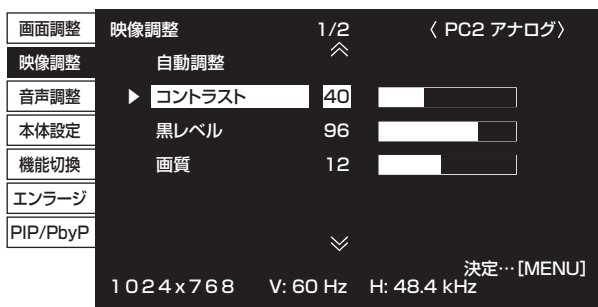 画面調整
映像調整
音声調整
本体設定
機能切換
エンラージ
PIP/PbyP
映像調整 1/2 〈 PC2 アナログ〉
自動調整
コントラスト 40
黒レベル 96
画質 12
決定…[MENU]
1024x768 V: 60 Hz H: 48.4 kHz